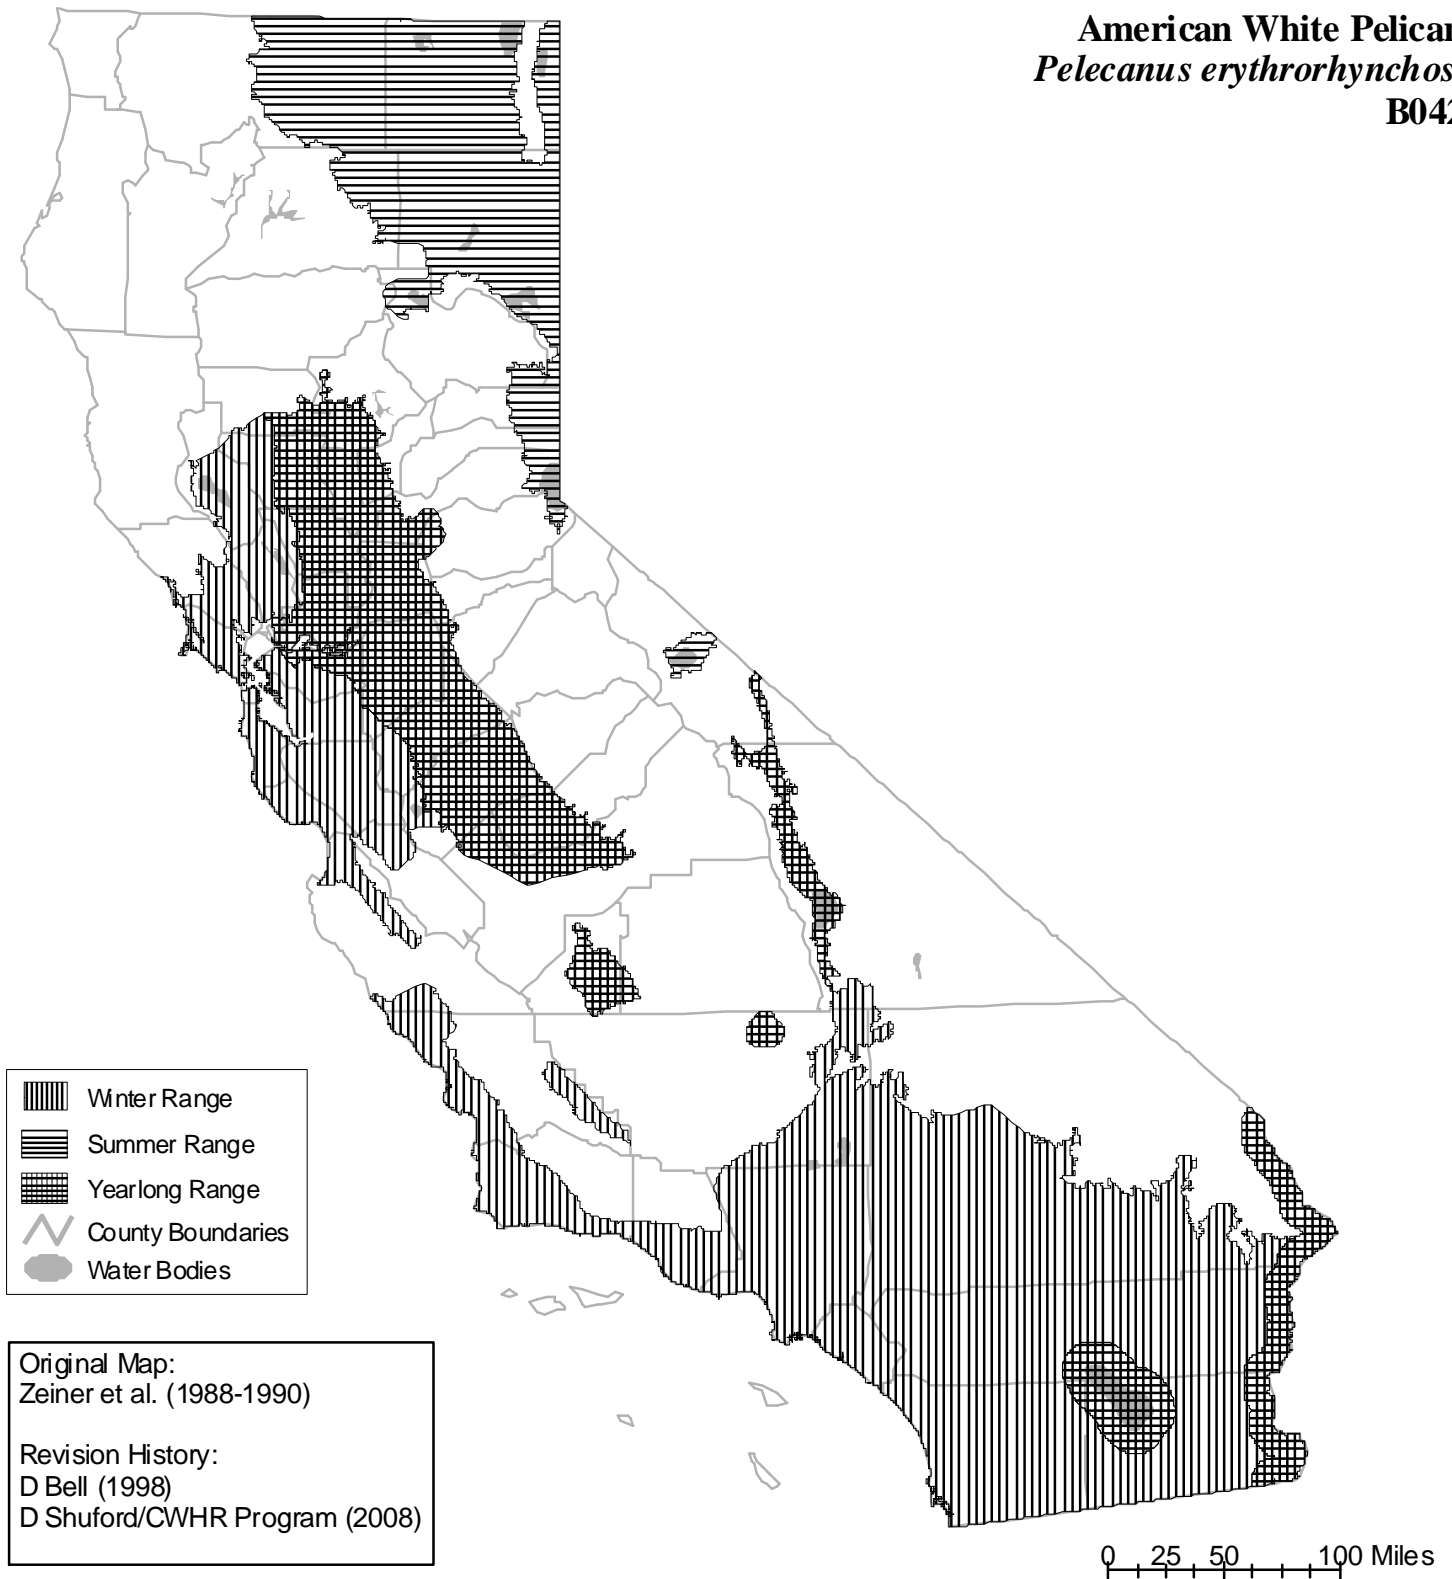 American White Pelican
Pelecanus erythrorhynchos
B042
Winter Range
Summer Range
Yearlong Range
County Boundaries
Water Bodies
Original Map:
Zeiner et al. (1988-1990)
Revision History:
D Bell (1998)
D Shuford/CWHR Program (2008)
0 25 50 100 Miles